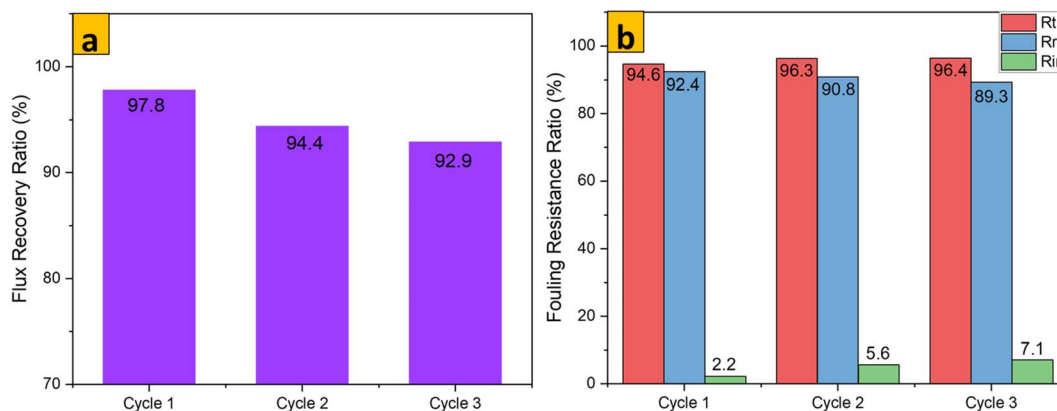 a
Flux Recovery Ratio (%)
100
90
80
70
97.8
94.4
92.9
Cycle 1
Cycle 2
Cycle 3
b
Fouling Resistance Ratio (%)
100
80
60
40
20
0
Rt
94.6
92.4
2.2
96.3
90.8
5.6
96.4
89.3
7.1
Cycle 1
Cycle 2
Cycle 3